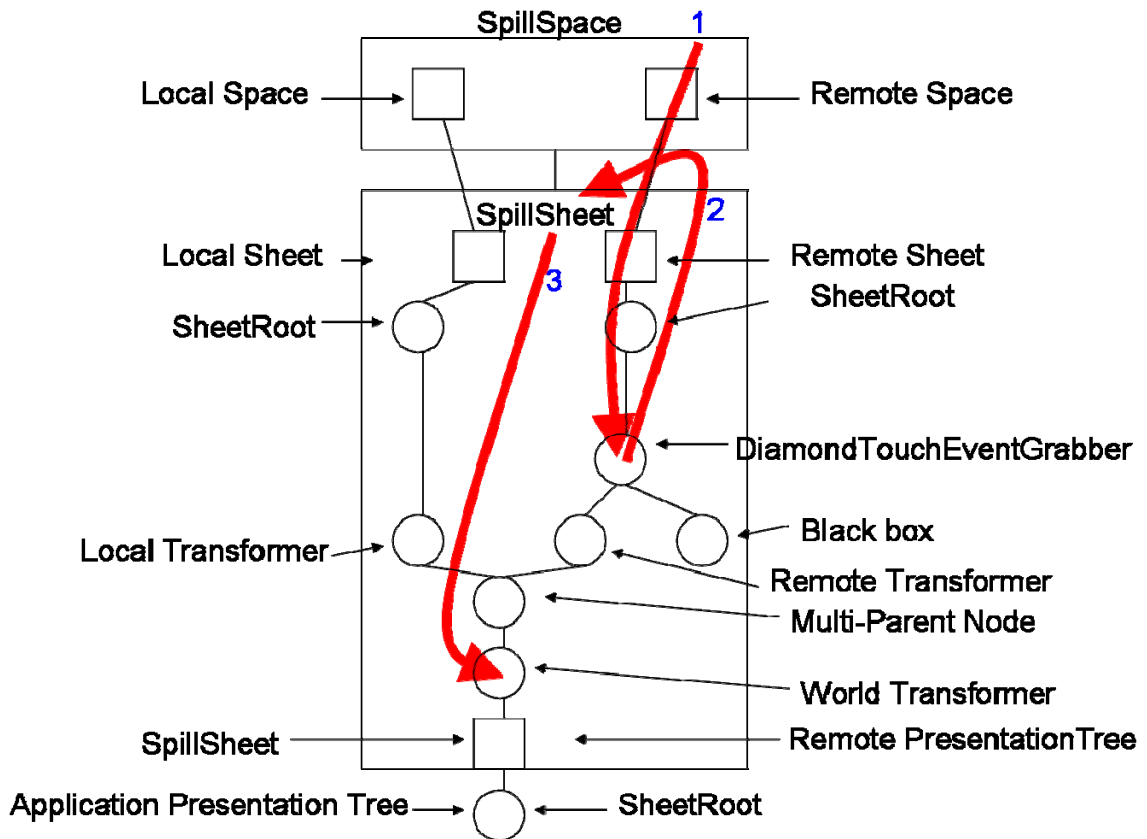 SpillSpace
1
Local Space
Remote Space
SpillSheet
2
Local Sheet
3
Remote Sheet
SheetRoot
SheetRoot
DiamondTouchEventGrabber
Black box
Local Transformer
Remote Transformer
Multi-Parent Node
World Transformer
SpillSheet
Remote PresentationTree
Application Presentation Tree
SheetRoot